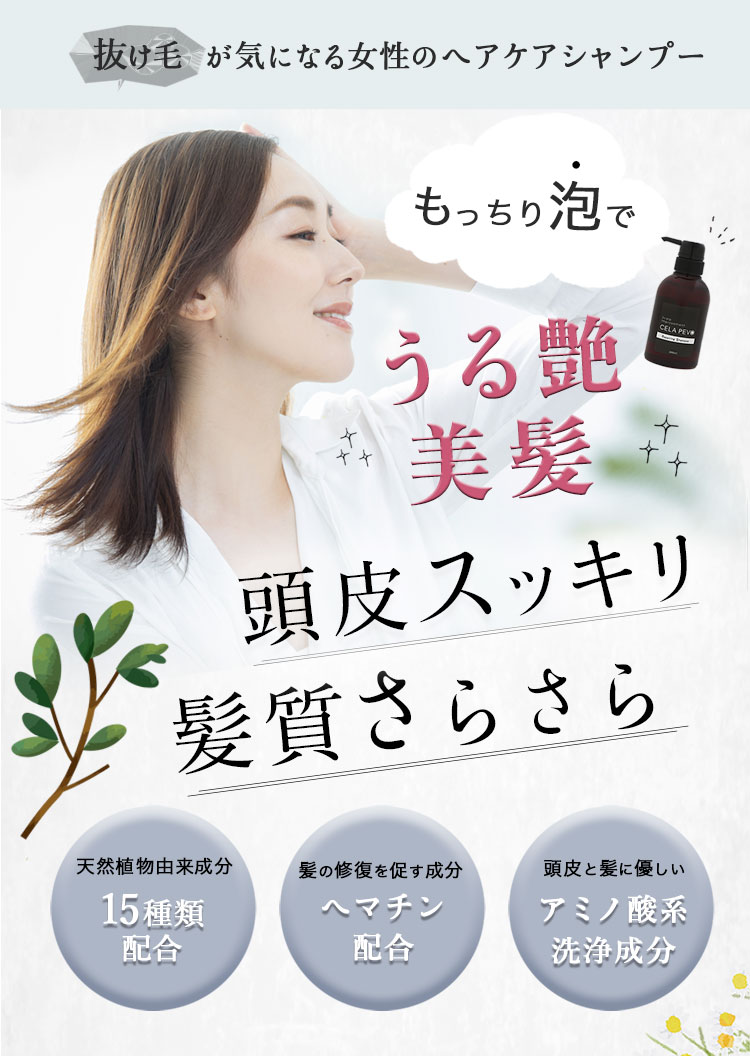 抜け毛が気になる女性のヘアケアシャンプー
もっちり泡で
CELA PEVO
うる艶
美髪
頭皮スッキリ
髪質さらさら
天然植物由来成分
15種類
配合
髪の修復を促す成分
ヘマチン
配合
頭皮と髪に優しい
アミノ酸系
洗浄成分